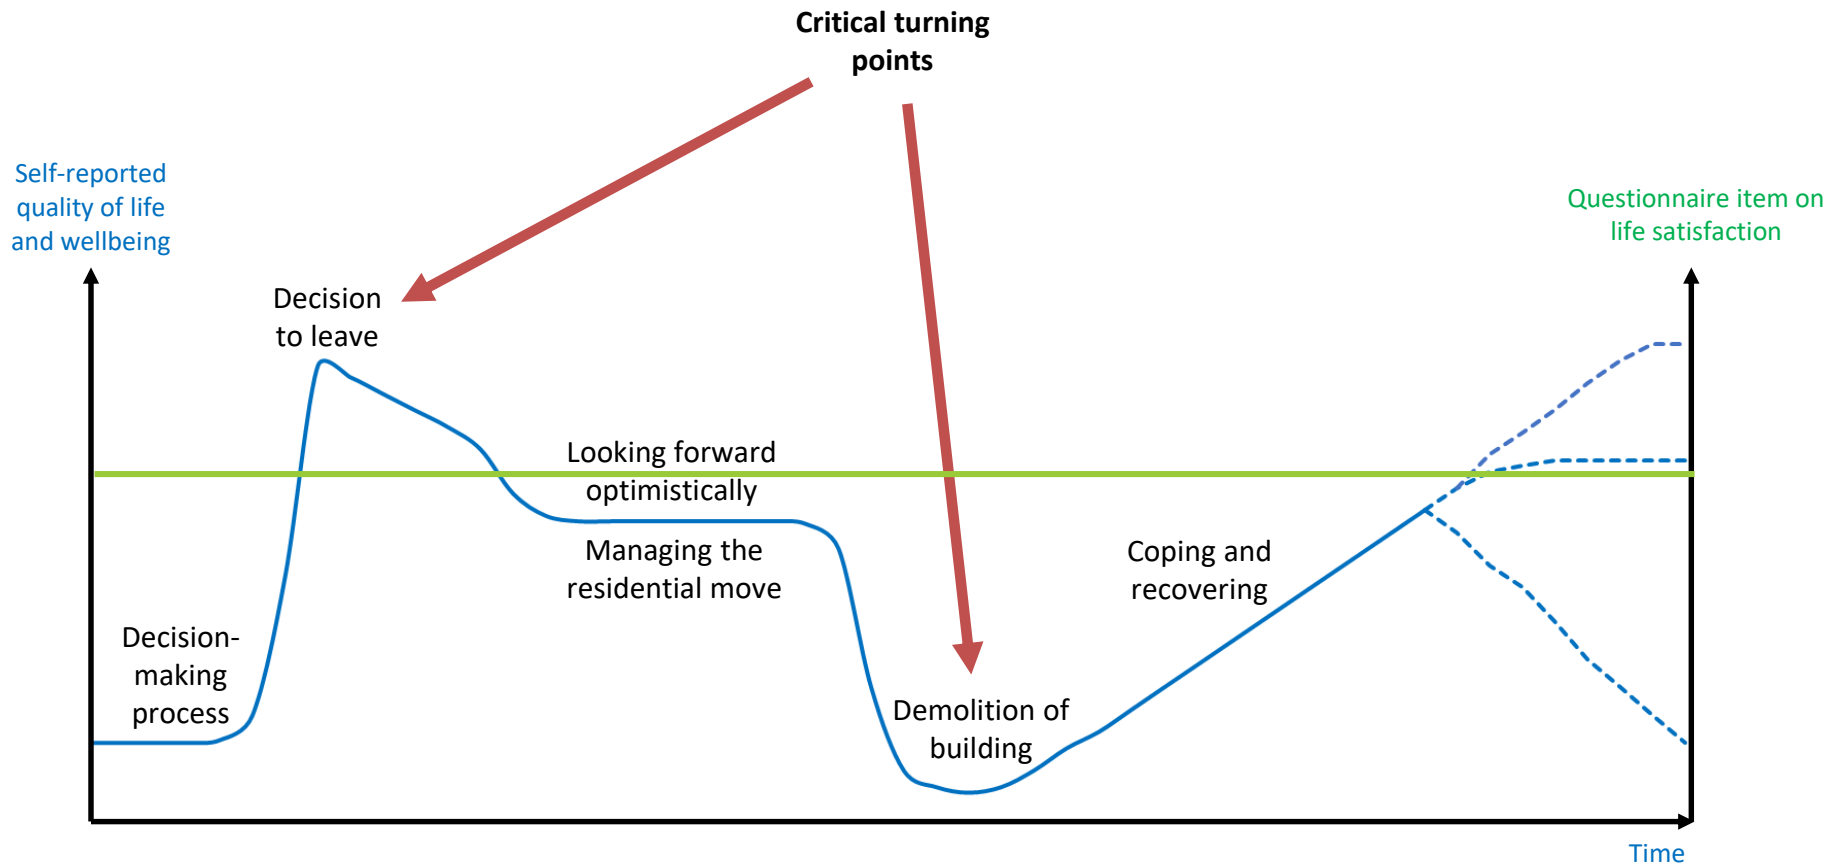 Critical turning
points
Self-reported
quality of life
and wellbeing
Questionnaire item on
life satisfaction
Decision
to leave
Looking forward
optimistically
Managing the
residential move
Coping and
recovering
Decision-
making
process
Demolition of
building
Time